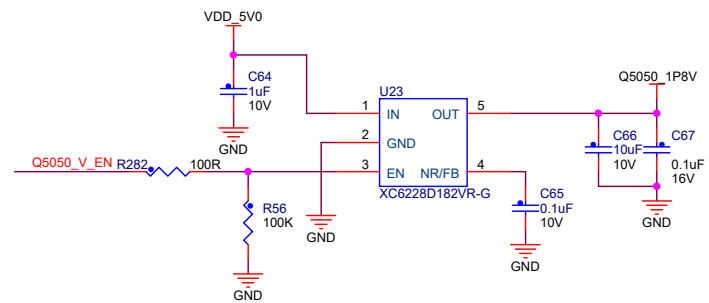 VDD_5V0
C64
1uF
10V
GND
U23
1 IN OUT 5
2 GND
3 EN NR/FB 4
XC6228D182VR-G
Q5050_V_EN
R282 100R
R56
100K
GND
GND
C65
0.1uF
10V
GND
Q5050_1P8V
C66
10uF
10V
C67
0.1uF
16V
GND